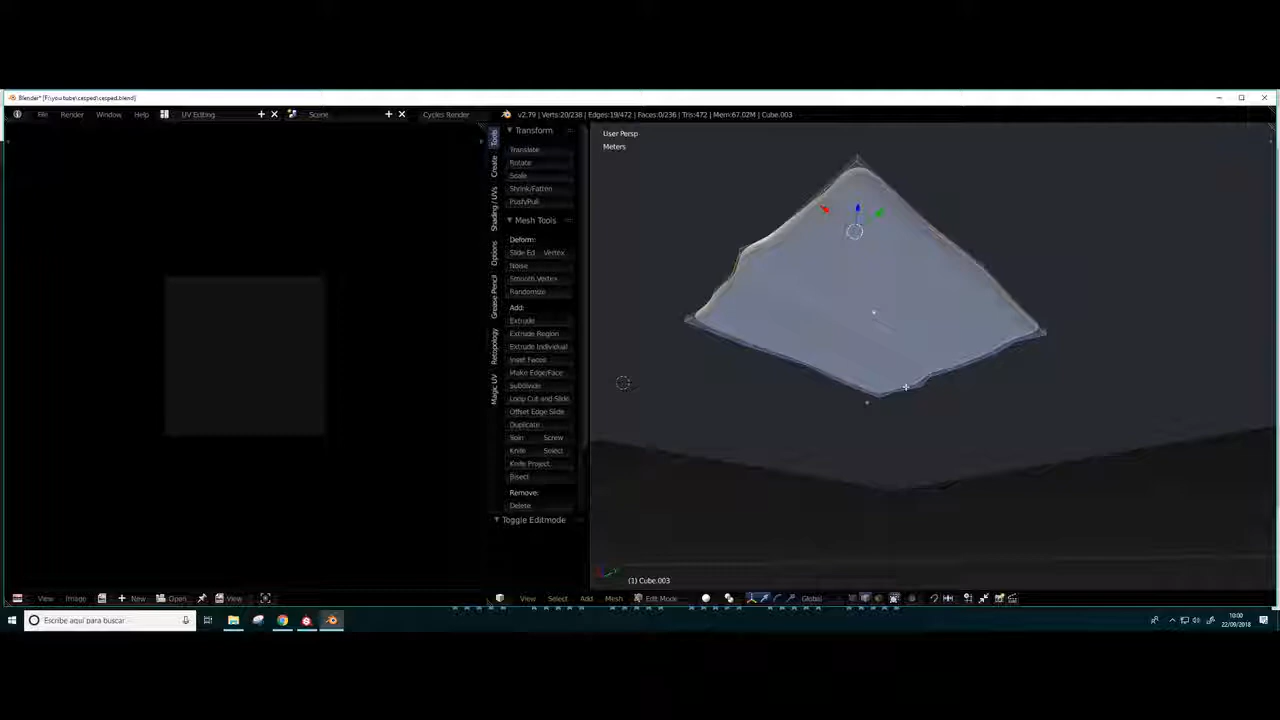 Blender* [F:\youtube\cesped\cesped.blend]
File Render Window Help UV Editing Scene Cycles Render v2.79 | Verts:20/238 | Edges:19/472 | Faces:0/236 | Tris:472 | Mem:67.02M | Cube.003
Transform
Translate
Rotate
Scale
Shrink/Fatten
Push/Pull
Mesh Tools
Deform:
Slide Ed Vertex
Noise
Smooth Vertex
Randomize
Add:
Extrude
Extrude Region
Extrude Individual
Inset Faces
Make Edge/Face
Subdivide
Loop Cut and Slide
Offset Edge Slide
Duplicate
Spin Screw
Knife Select
Knife Project
Bisect
Remove:
Delete
Toggle Editmode
Tools
Create
Shading / UVs
Options
Grease Pencil
Retopology
Magic UV
User Persp
Meters
(1) Cube.003
View Image New Open View
View Select Add Mesh Edit Mode Global
Escribe aquí para buscar
10:00
22/09/2018